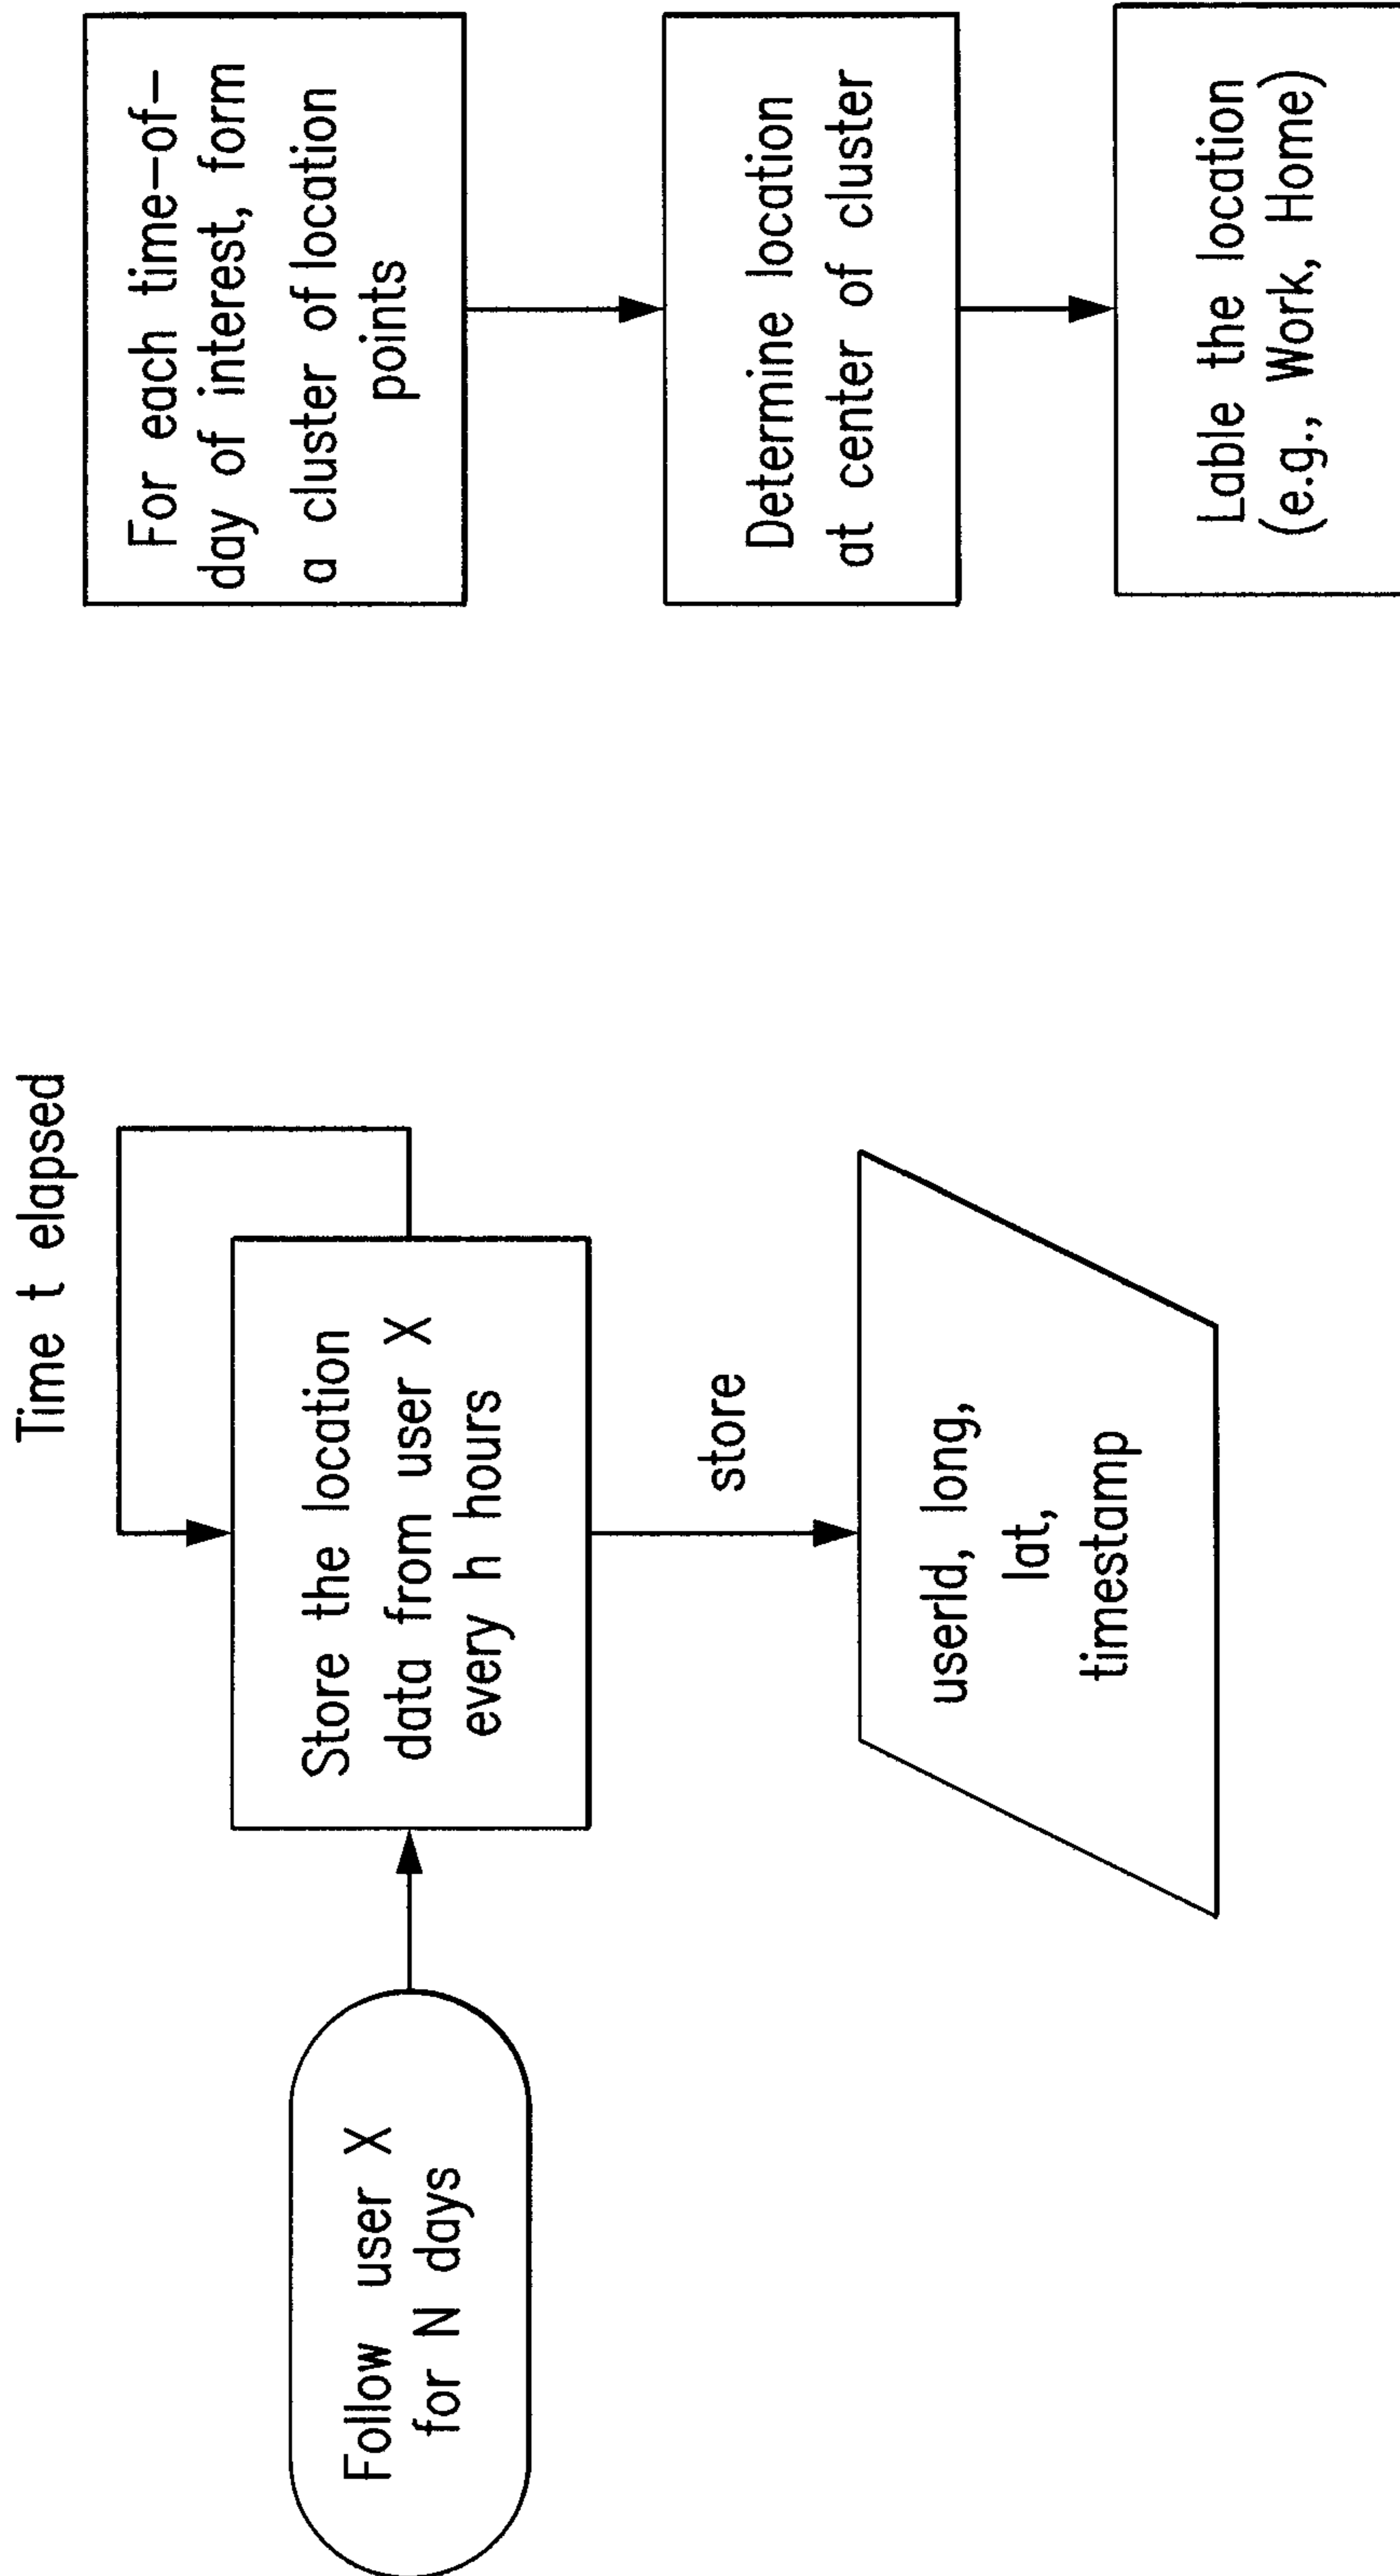 Follow user X
for N days
Time t elapsed
Store the location
data from user X
every h hours
store
userId, long,
lat,
timestamp
For each time-of-
day of interest, form
a cluster of location
points
Determine location
at center of cluster
Lable the location
(e.g., Work, Home)